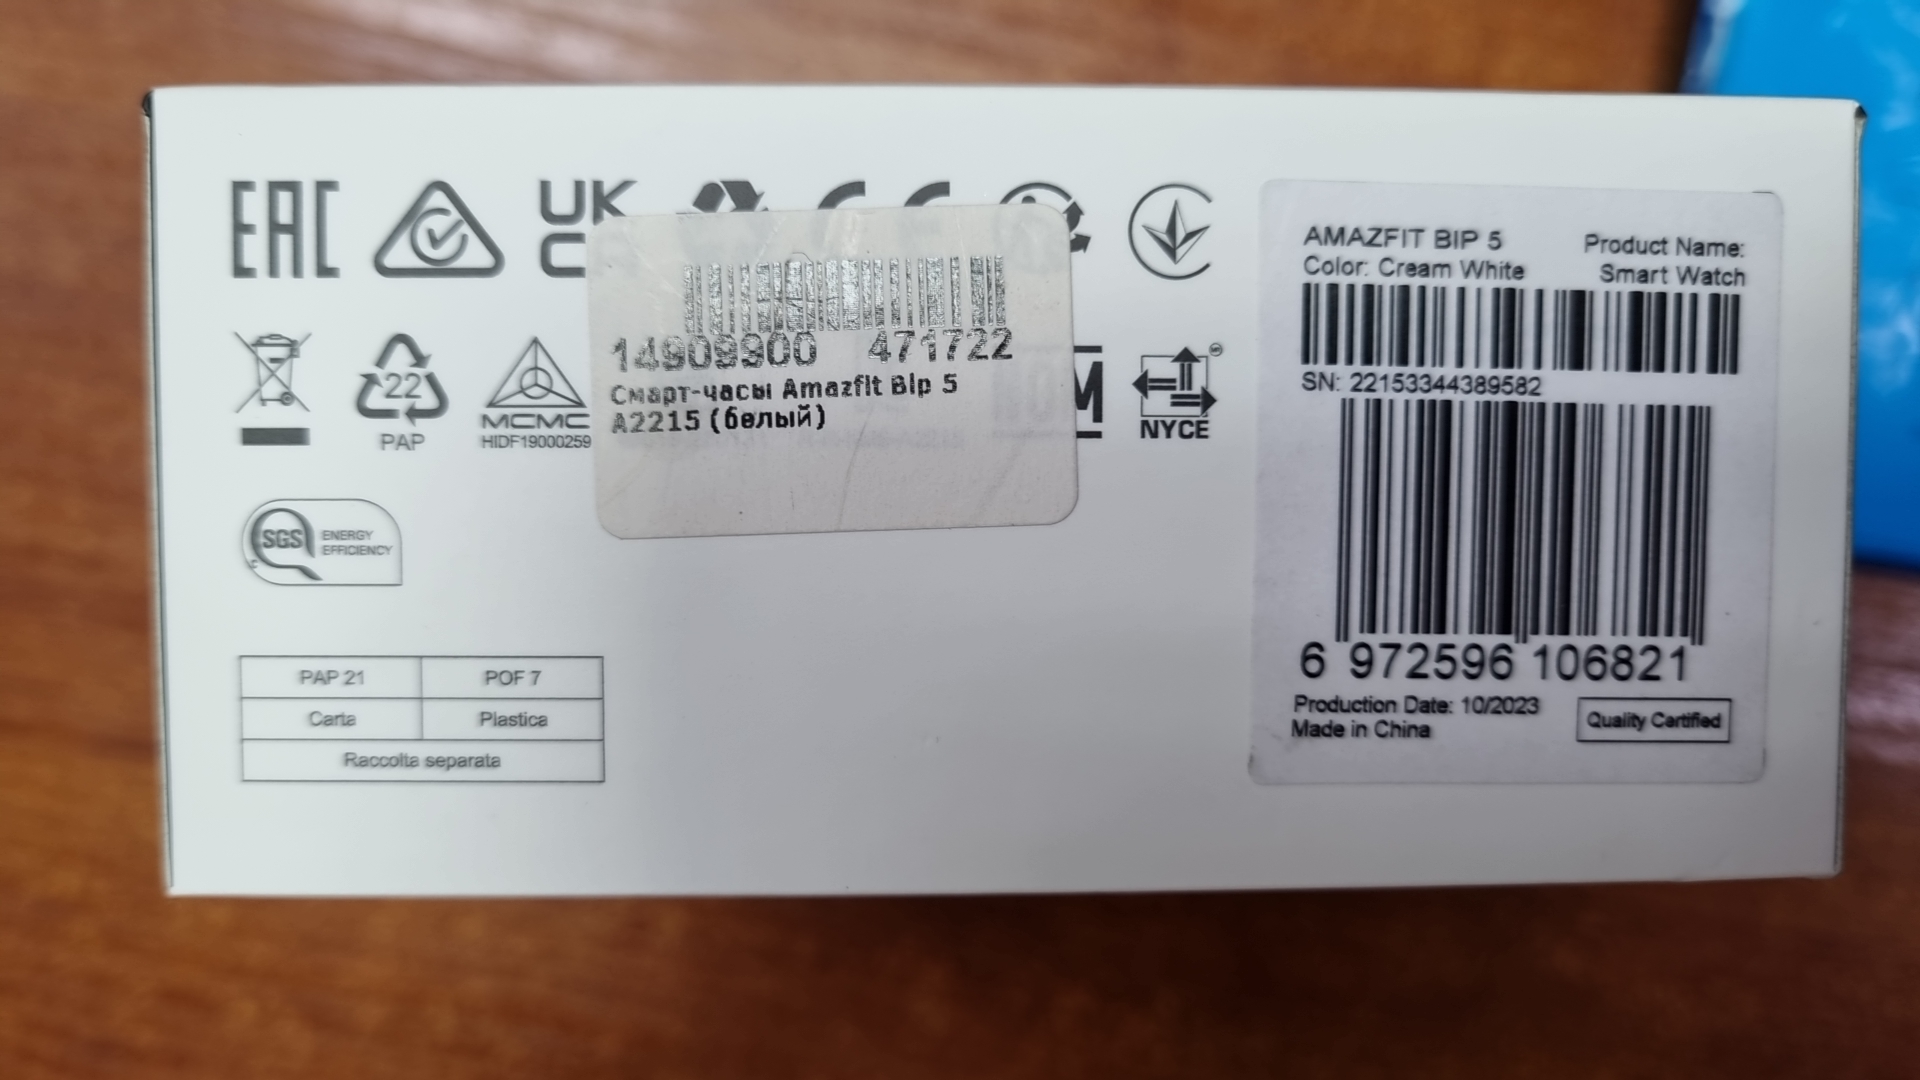 EAC
UK
22
PAP
MCMC
HIDF19000259
14909900 471722
Смарт-часы Amazfit Bip 5
A2215 (белый)
NYCE
SGS
ENERGY
EFFICIENCY
PAP 21 POF 7
Carta Plastica
Raccolta separata
AMAZFIT BIP 5
Color: Cream White
Product Name:
Smart Watch
SN: 22153344389582
6 972596 106821
Production Date: 10/2023
Made in China
Quality Certified